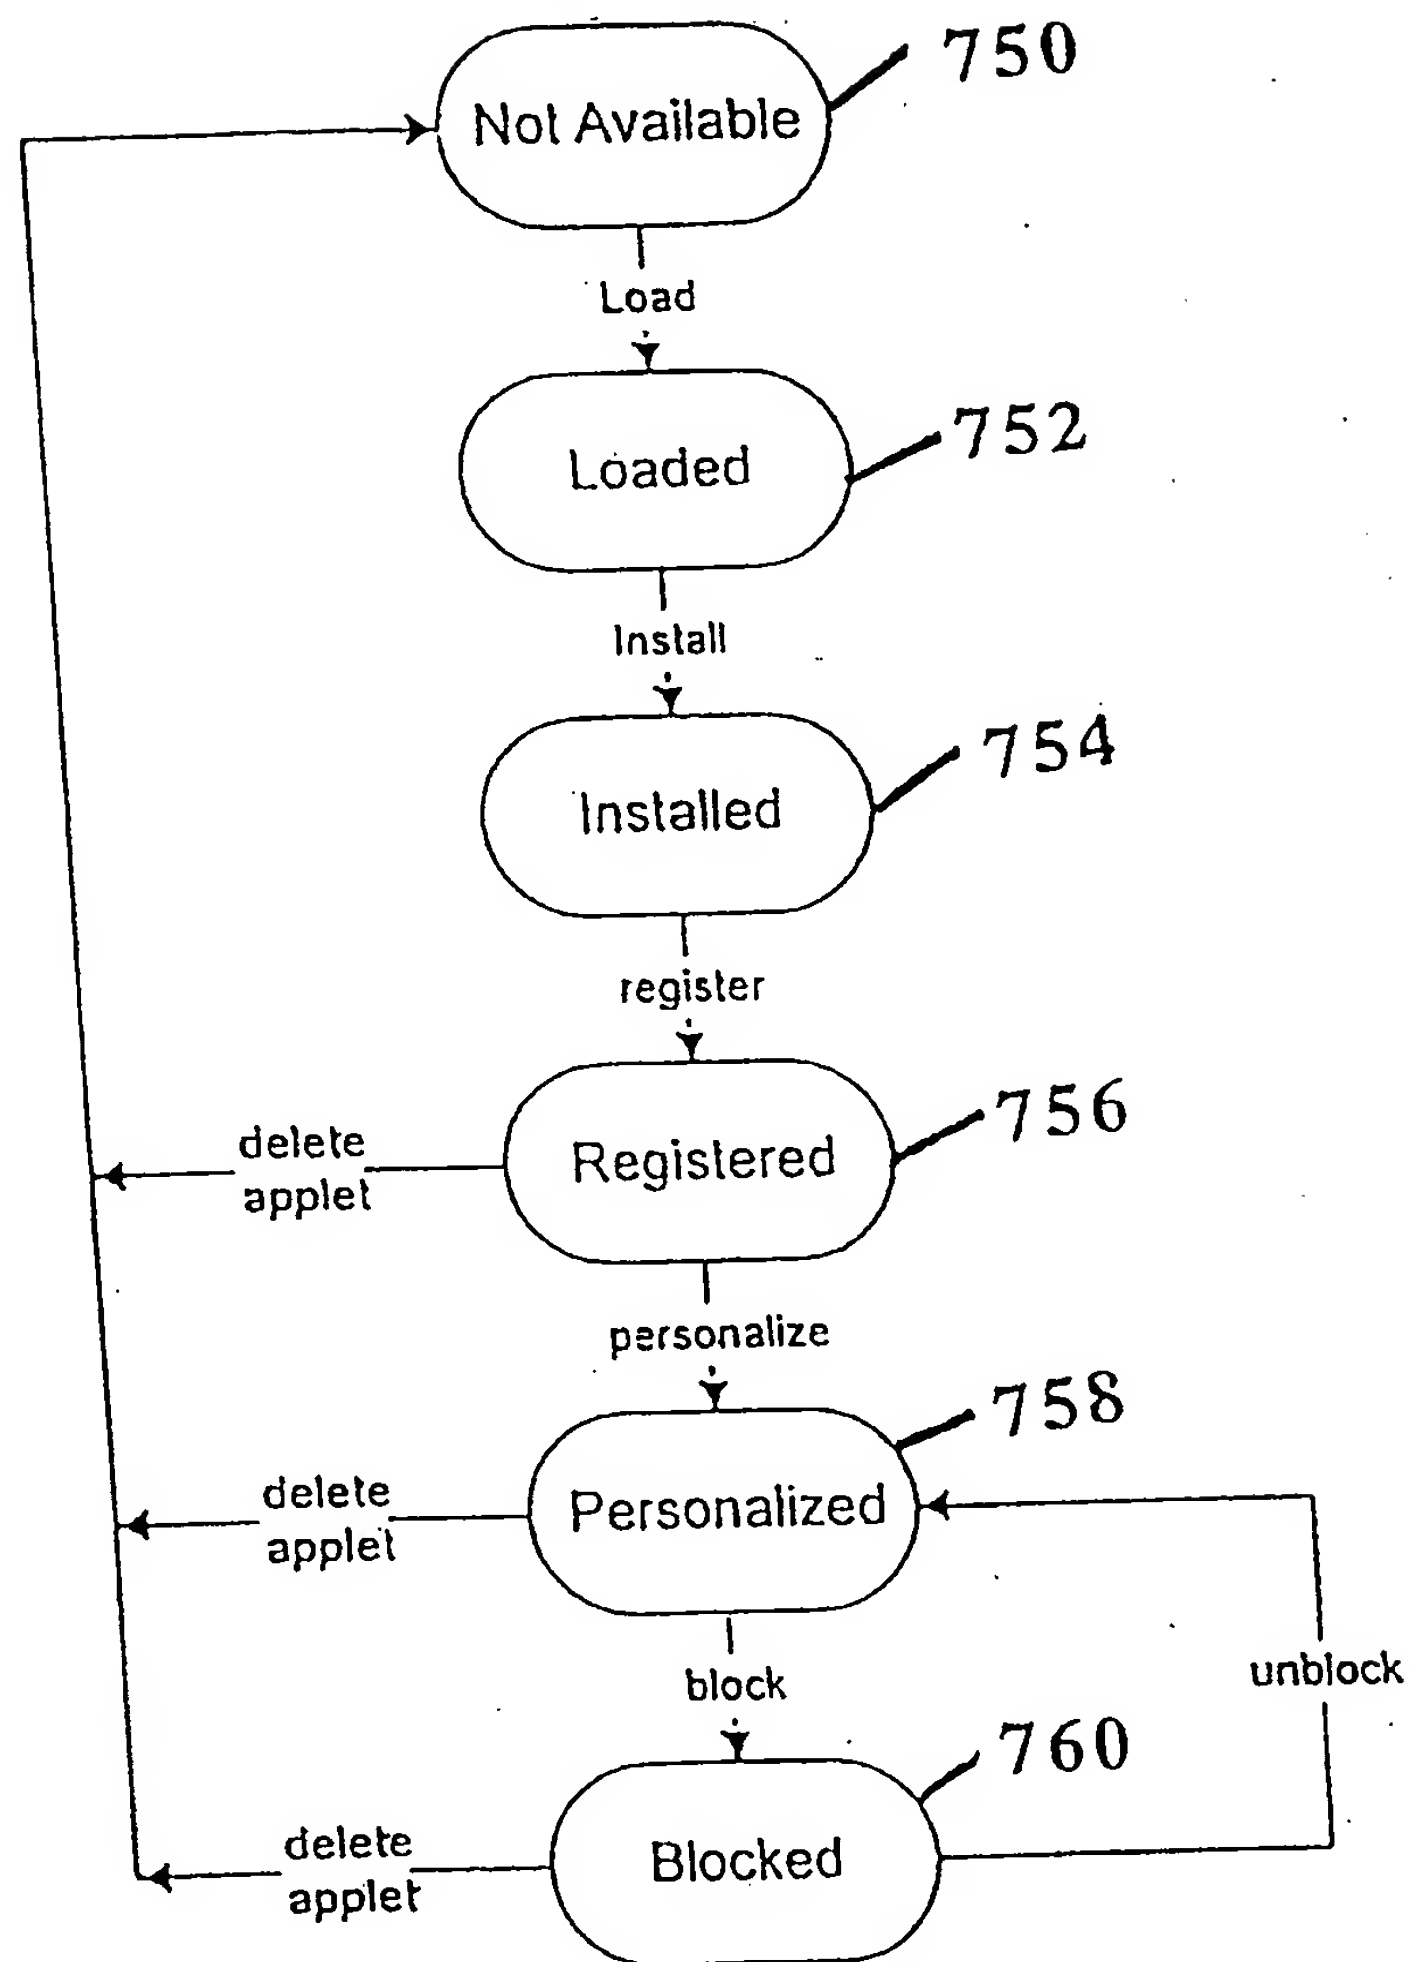 750
Not Available
Load
752
Loaded
Install
754
Installed
register
756
Registered
delete
applet
personalize
758
Personalized
delete
applet
block
unblock
760
Blocked
delete
applet